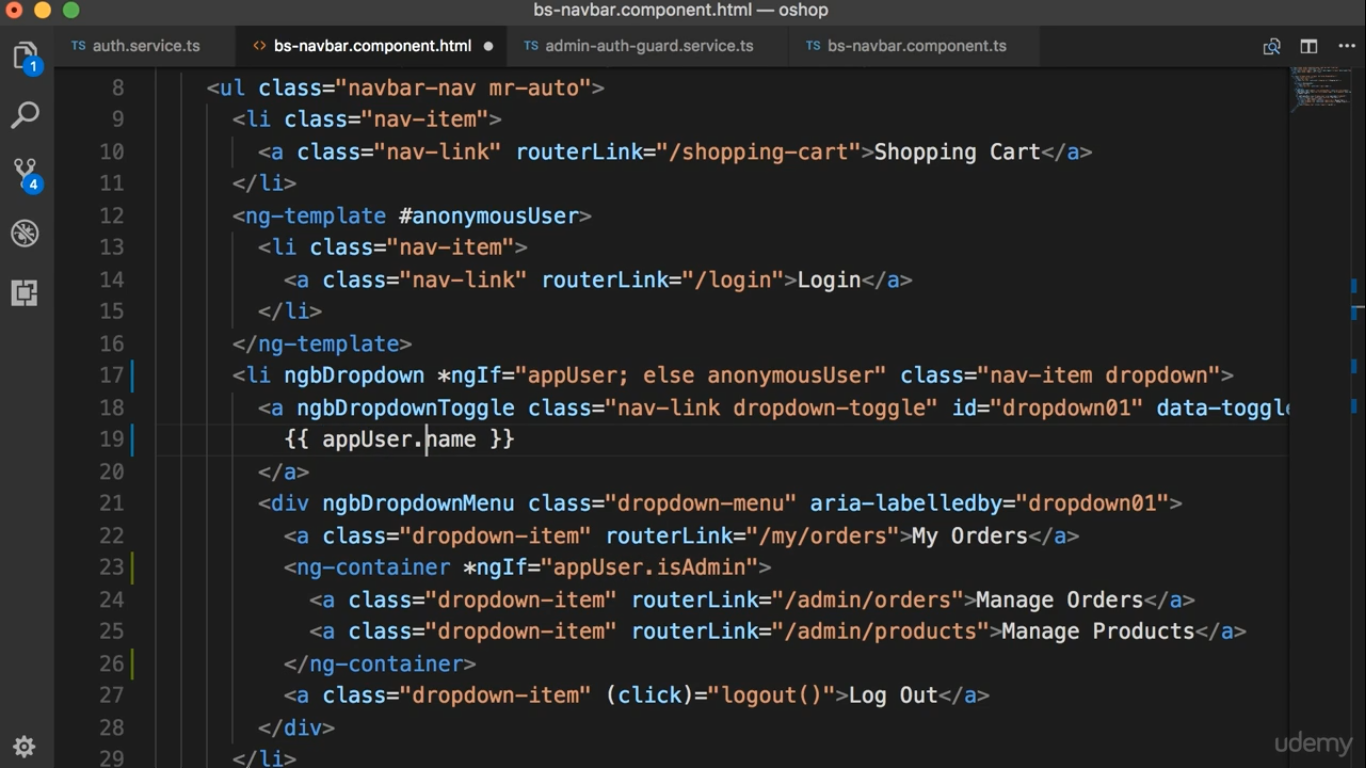 bs-navbar.component.html — oshop
TS auth.service.ts <> bs-navbar.component.html TS admin-auth-guard.service.ts TS bs-navbar.component.ts
1
4
8 <ul class="navbar-nav mr-auto">
9 <li class="nav-item">
10 <a class="nav-link" routerLink="/shopping-cart">Shopping Cart</a>
11 </li>
12 <ng-template #anonymousUser>
13 <li class="nav-item">
14 <a class="nav-link" routerLink="/login">Login</a>
15 </li>
16 </ng-template>
17 <li ngbDropdown *ngIf="appUser; else anonymousUser" class="nav-item dropdown">
18 <a ngbDropdownToggle class="nav-link dropdown-toggle" id="dropdown01" data-toggle
19 {{ appUser.name }}
20 </a>
21 <div ngbDropdownMenu class="dropdown-menu" aria-labelledby="dropdown01">
22 <a class="dropdown-item" routerLink="/my/orders">My Orders</a>
23 <ng-container *ngIf="appUser.isAdmin">
24 <a class="dropdown-item" routerLink="/admin/orders">Manage Orders</a>
25 <a class="dropdown-item" routerLink="/admin/products">Manage Products</a>
26 </ng-container>
27 <a class="dropdown-item" (click)="logout()">Log Out</a>
28 </div>
29 </li>
udemy